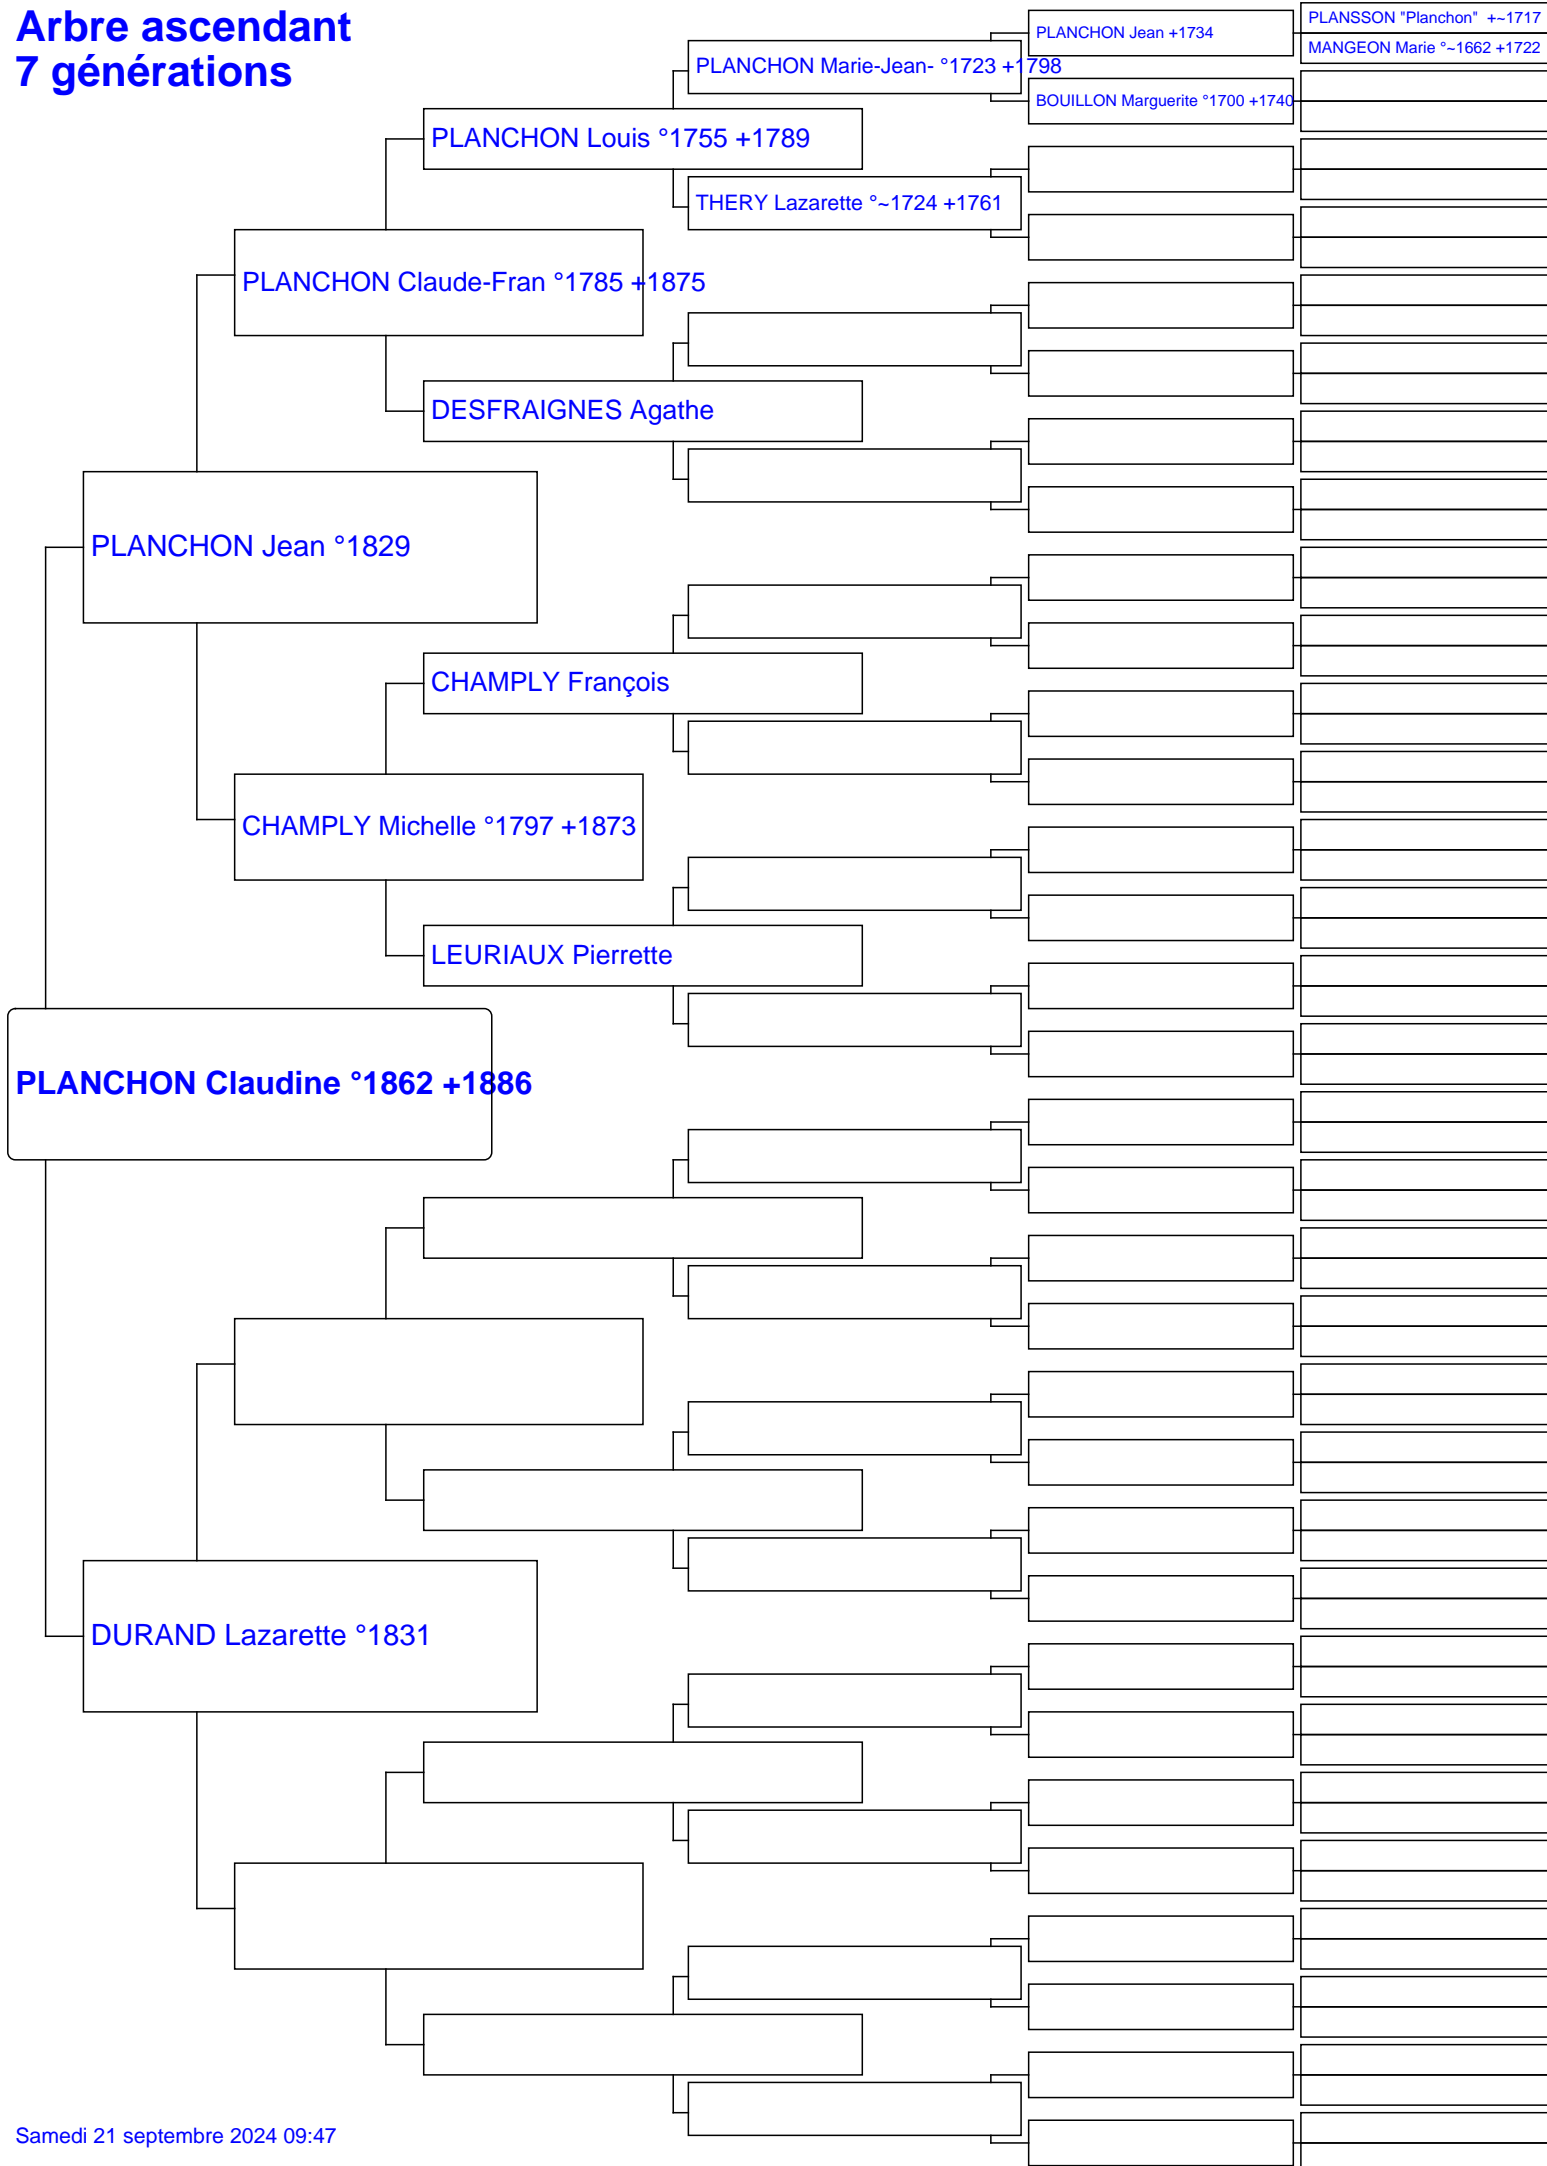 Arbre ascendant
7 générations
PLANSSON "Planchon"  +~1717
PLANCHON Jean +1734
MANGEON Marie °~1662 +1722
PLANCHON Marie-Jean- °1723 +1798
BOUILLON Marguerite °1700 +1740
PLANCHON Louis °1755 +1789
THERY Lazarette °~1724 +1761
PLANCHON Claude-Fran °1785 +1875
DESFRAIGNES Agathe
PLANCHON Jean °1829
CHAMPLY François
CHAMPLY Michelle °1797 +1873
LEURIAUX Pierrette
PLANCHON Claudine °1862 +1886
DURAND Lazarette °1831
Samedi 21 septembre 2024 09:47